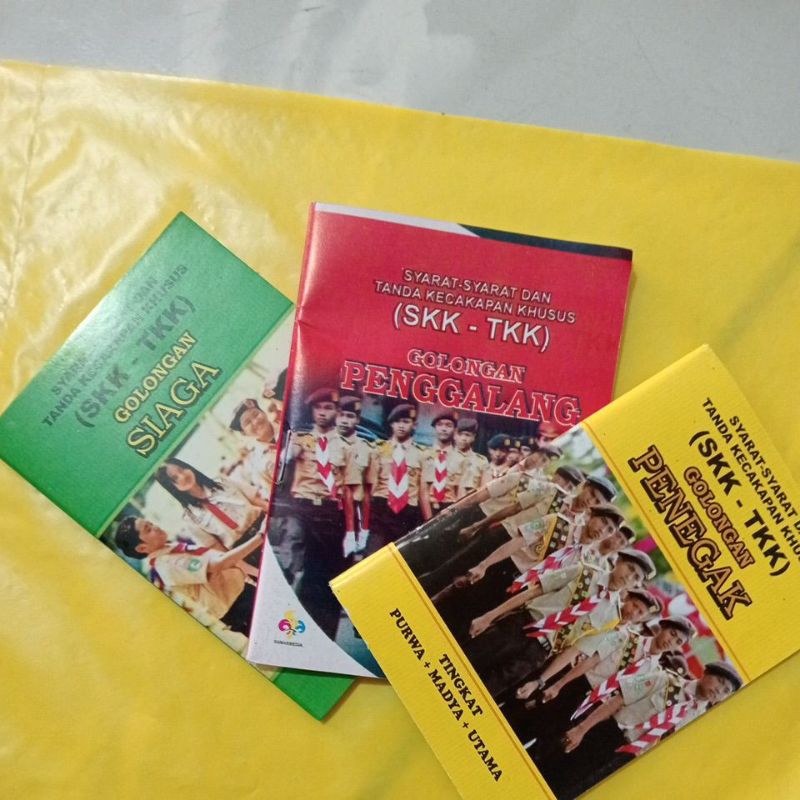 SYARAT-SYARAT DAN
TANDA KECAKAPAN KHUSUS
(SKK - TKK)
GOLONGAN
SIAGA
SYARAT-SYARAT DAN
TANDA KECAKAPAN KHUSUS
(SKK - TKK)
GOLONGAN
PENGGALANG
SYARAT-SYARAT DAN
TANDA KECAKAPAN KHUSUS
(SKK - TKK)
GOLONGAN
PENEGAK
TINGKAT
PURWA + MADYA + UTAMA